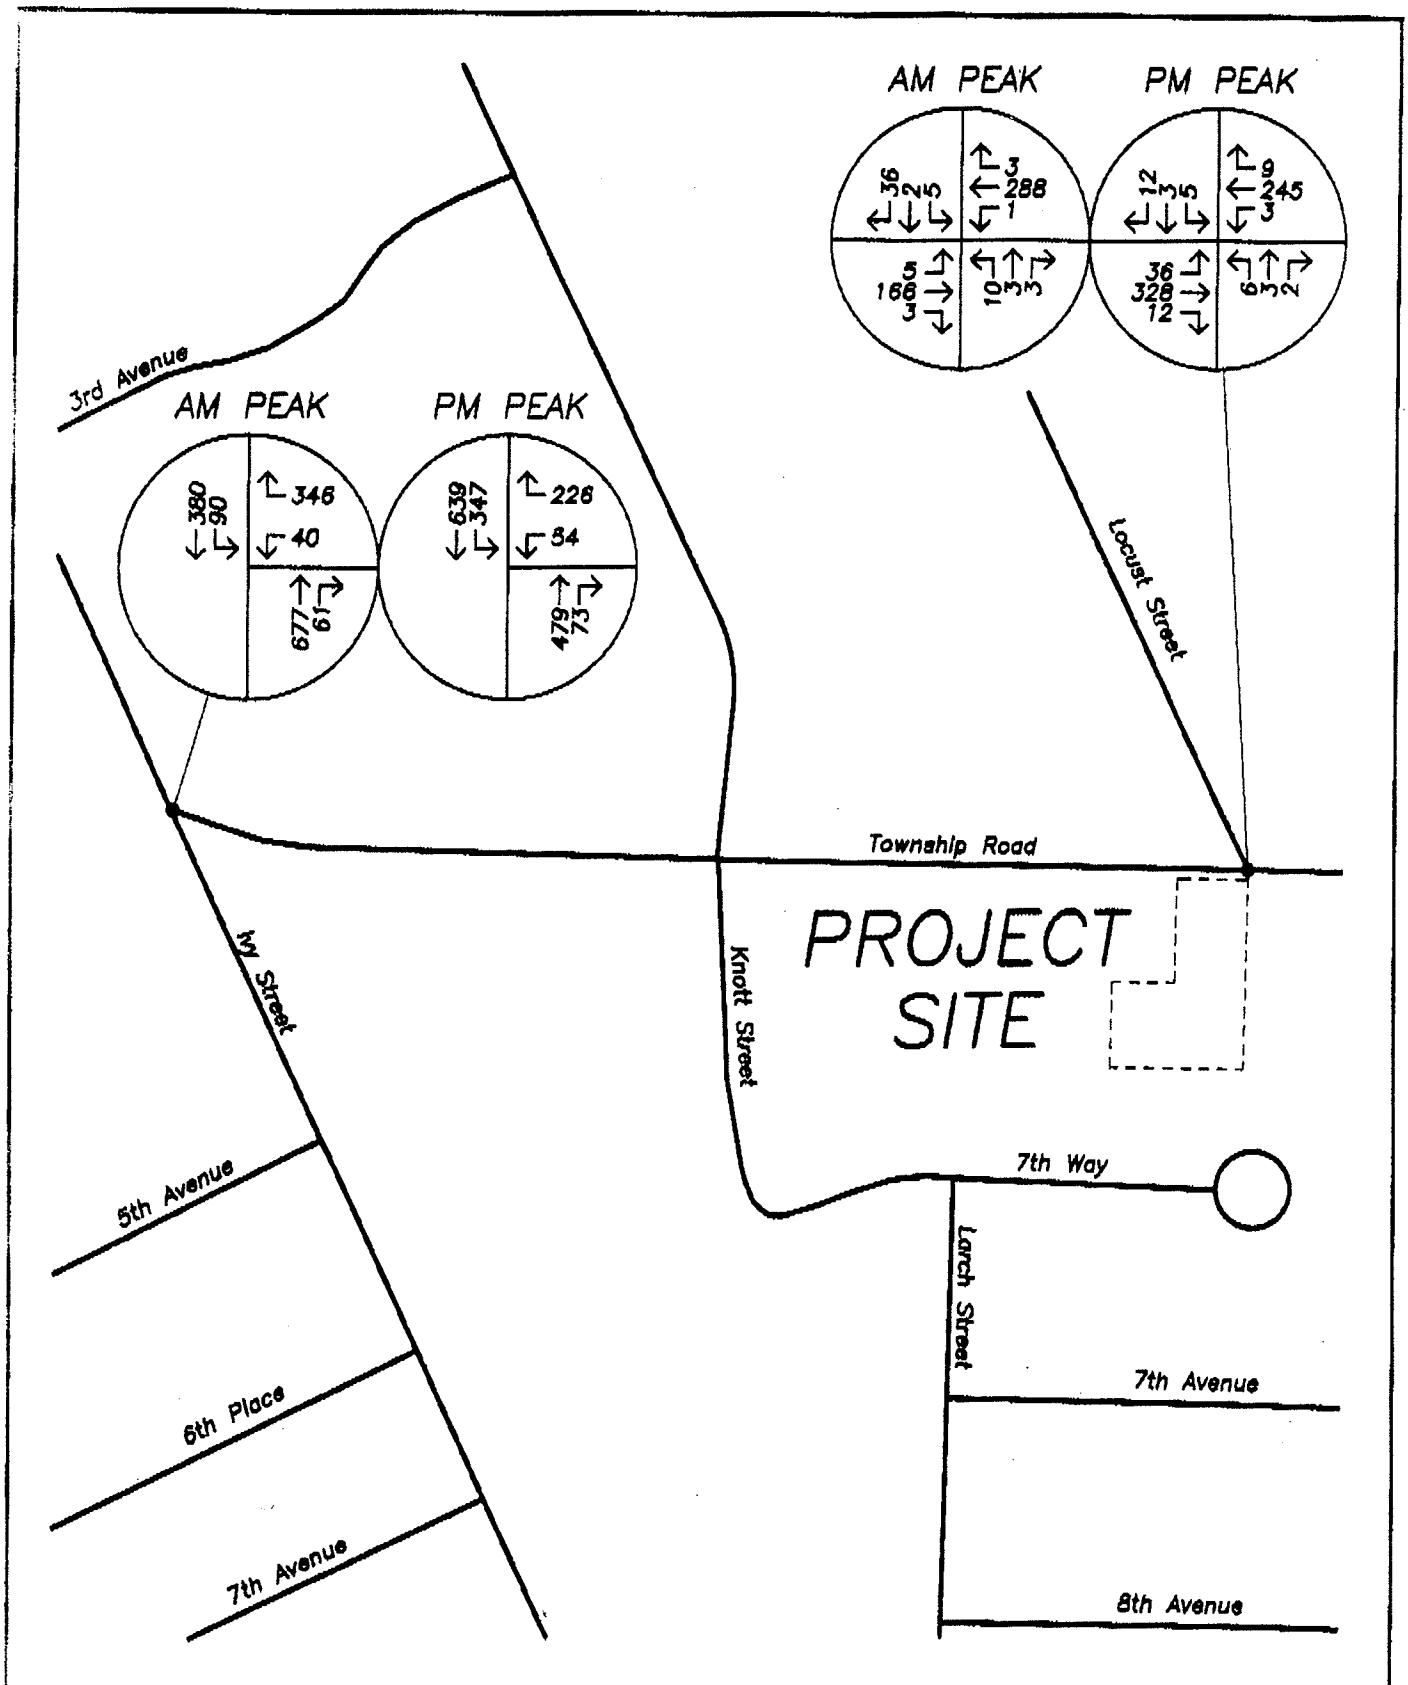 AM PEAK PM PEAK
36 2 5
3
288
1
5
166
3
10 3 3
12 3 5
9
245
3
36
328
12
6 3 2
3rd Avenue
AM PEAK PM PEAK
380 90
346
40
677 61
639 347
226
54
479 73
Locust Street
Township Road
PROJECT
SITE
Ivy Street
Knott Street
5th Avenue
7th Way
Larch Street
6th Place
7th Avenue
7th Avenue
8th Avenue